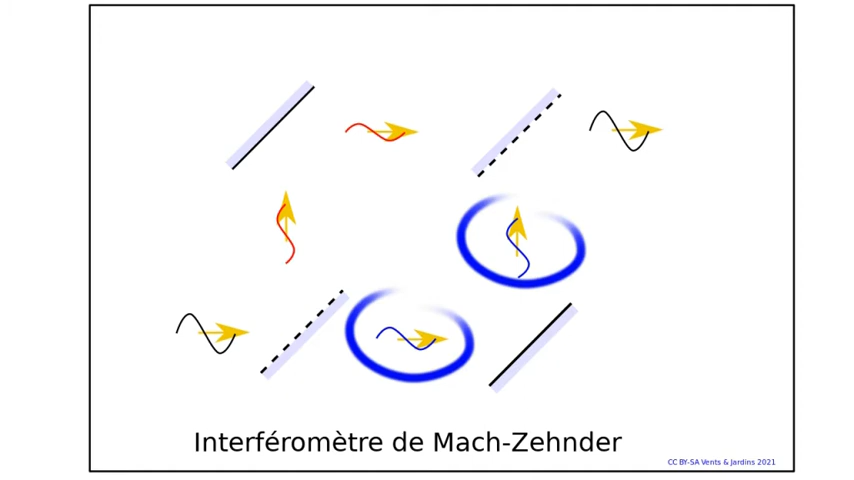 Interféromètre de Mach-Zehnder
CC BY-SA Vents & Jardins 2021